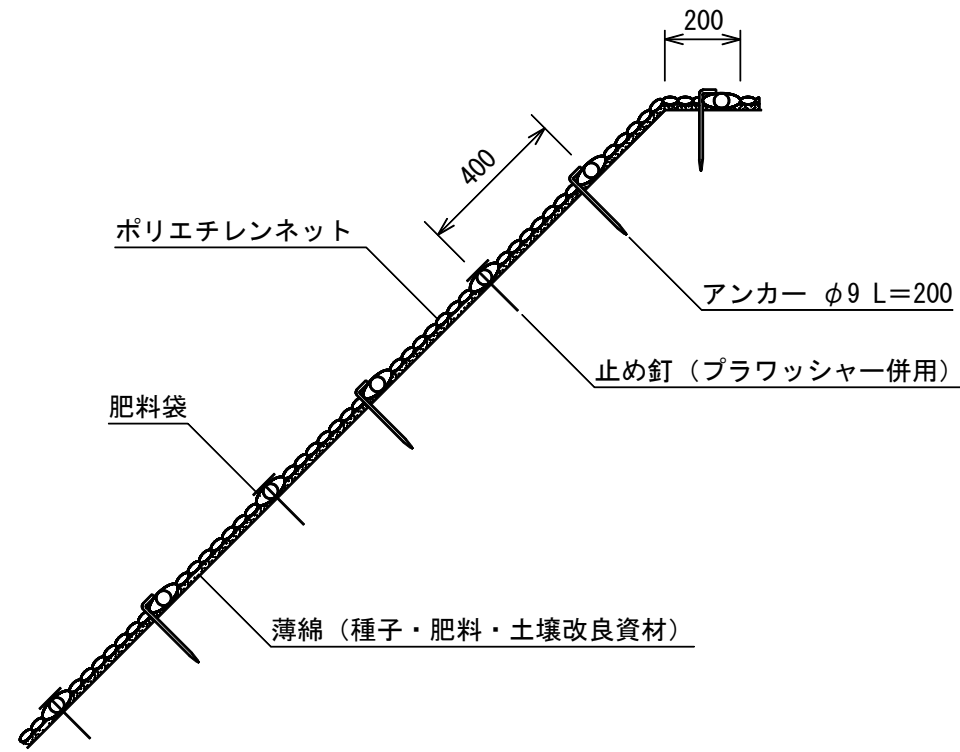 200
400
ポリエチレンネット
アンカー φ9 L=200
止め釘(プラワッシャー併用)
肥料袋
薄綿(種子・肥料・土壌改良資材)